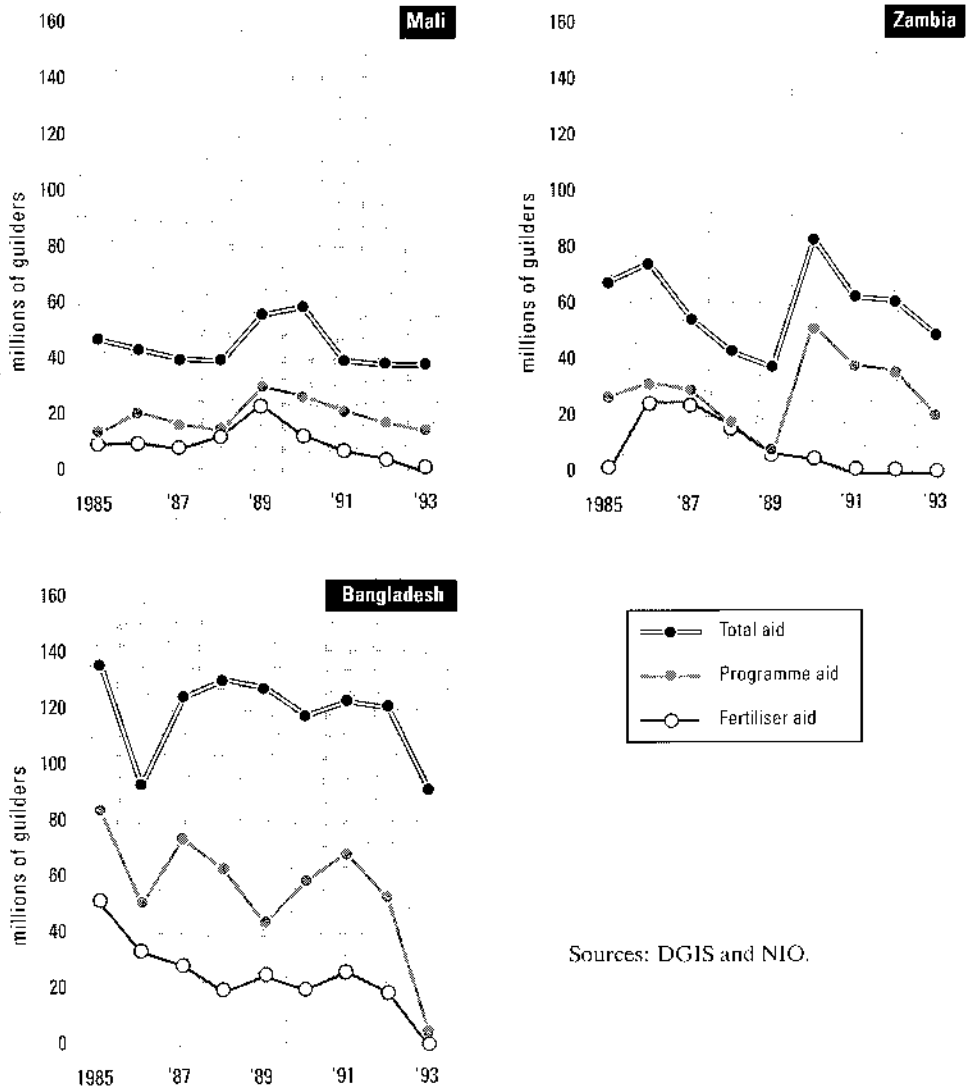 Mali
160
140
120
100
80
60
40
20
0
millions of guilders
1985 '87 '89 '91 '93
Zambia
160
140
120
100
80
60
40
20
0
millions of guilders
1985 '87 '89 '91 '93
Bangladesh
160
140
120
100
80
60
40
20
0
millions of guilders
1985 '87 '89 '91 '93
Total aid
Programme aid
Fertiliser aid
Sources: DGIS and NIO.